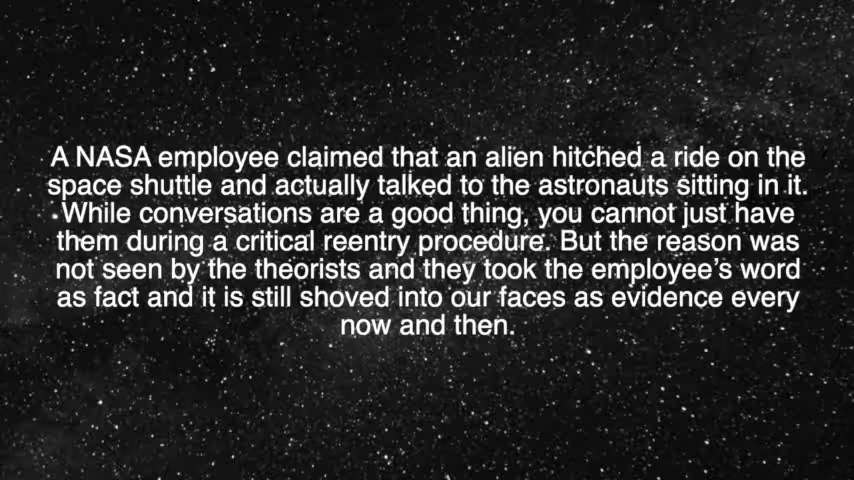 A NASA employee claimed that an alien hitched a ride on the
space shuttle and actually talked to the astronauts sitting in it.
While conversations are a good thing, you cannot just have
them during a critical reentry procedure. But the reason was
not seen by the theorists and they took the employee's word
as fact and it is still shoved into our faces as evidence every
now and then.